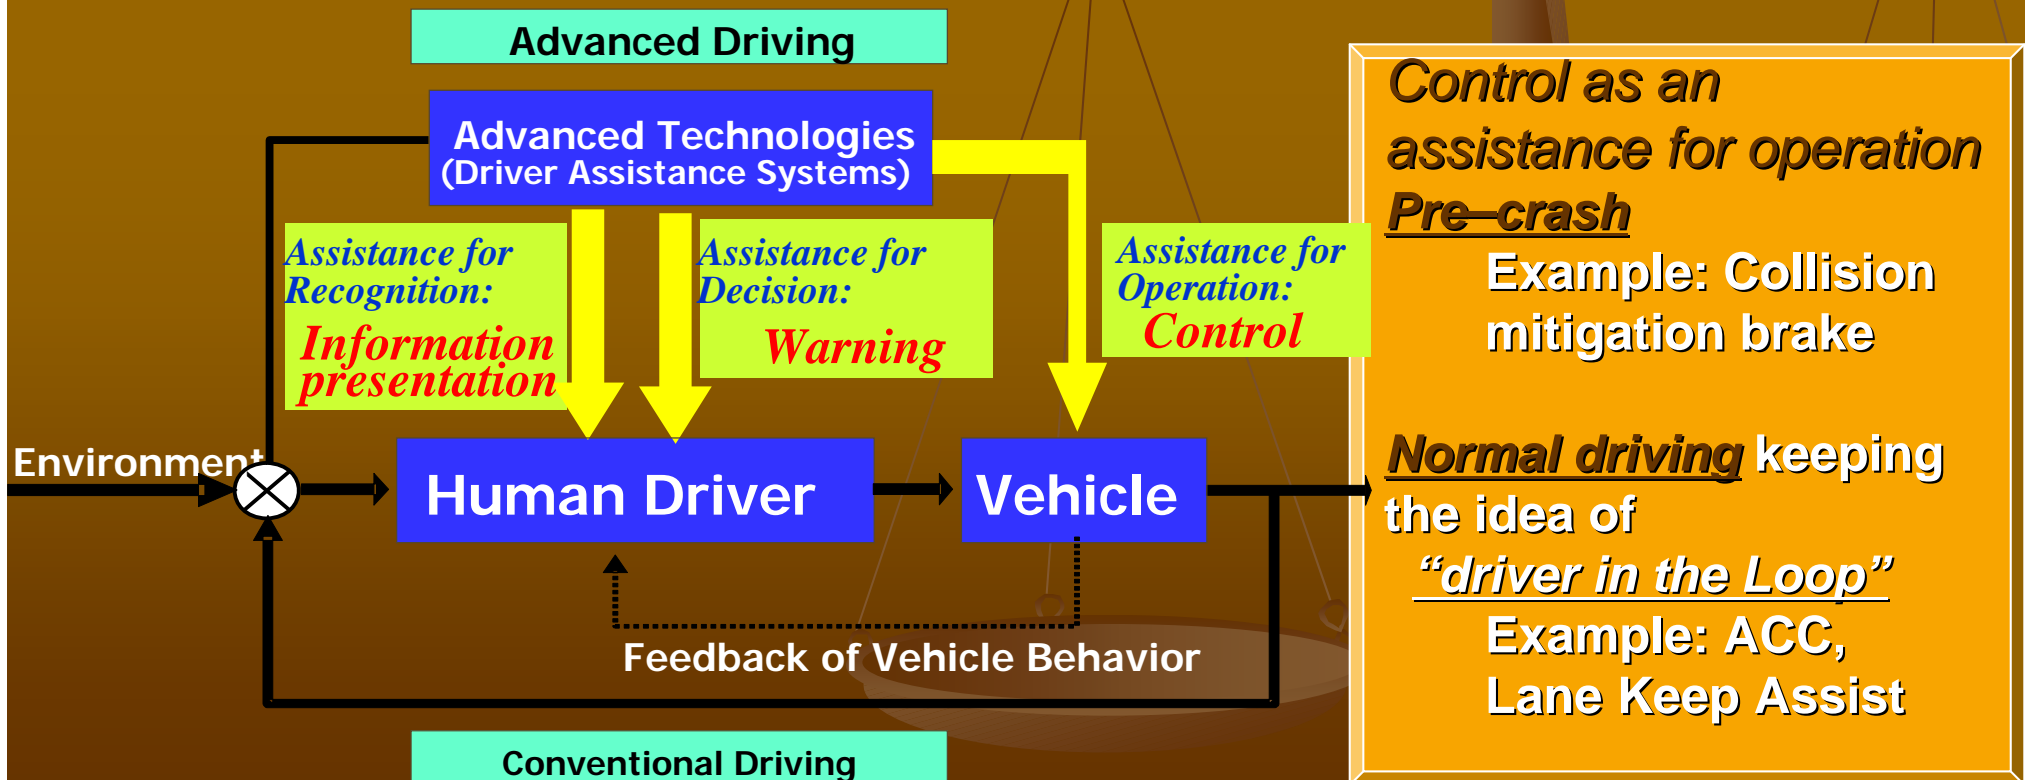 Advanced Driving
Advanced Technologies
(Driver Assistance Systems)
Assistance for
Recognition:
Information
presentation
Assistance for
Decision:
Warning
Assistance for
Operation:
Control
Environment
Human Driver
Vehicle
Feedback of Vehicle Behavior
Conventional Driving
Control as an
assistance for operation
Pre–crash
Example: Collision
mitigation brake
Normal driving keeping
the idea of
“driver in the Loop”
Example: ACC,
Lane Keep Assist